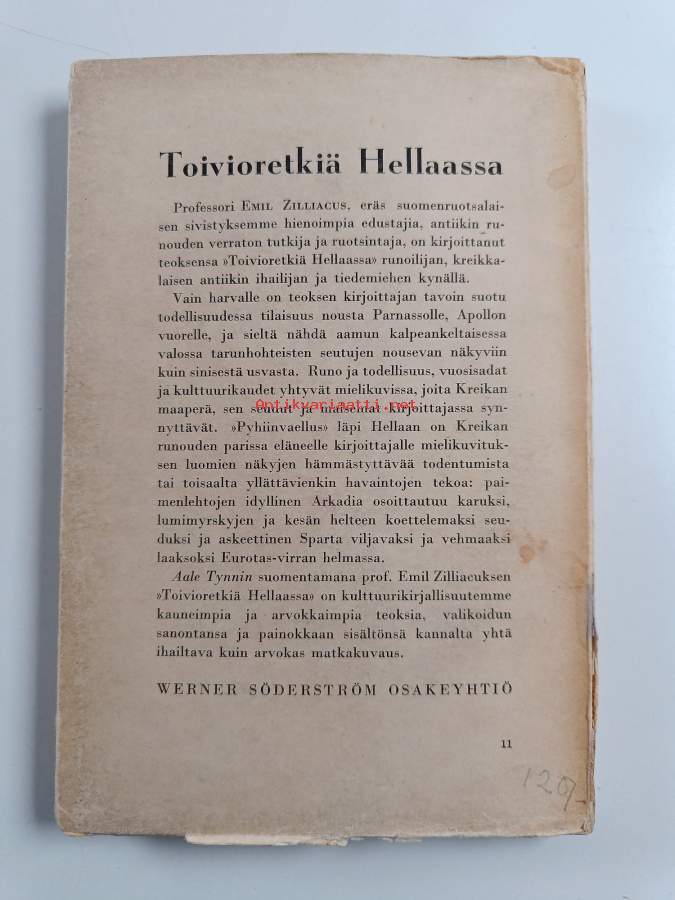 Toivioretkiä Hellaassa
Professori EMIL ZILLIACUS, eräs suomenruotsalai-
sen sivistyksemme hienoimpia edustajia, antiikin ru-
nouden verraton tutkija ja ruotsintaja, on kirjoittanut
teoksensa »Toivioretkiä Hellaassa» runoilijan, kreikka-
laisen antiikin ihailijan ja tiedemiehen kynällä.
Vain harvalle on teoksen kirjoittajan tavoin suotu
todellisuudessa tilaisuus nousta Parnassolle, Apollon
vuorelle, ja sieltä nähdä aamun kalpeankeltaisessa
valossa tarunhohteisten seutujen nousevan näkyviin
kuin sinisestä usvasta. Runo ja todellisuus, vuosisadat
ja kulttuurikaudet yhtyvät mielikuvissa, joita Kreikan
maaperä, sen seudut ja maisemat kirjoittajassa syn-
Antikvariaatti.net
nyttävät. »Pyhiinvaellus» läpi Hellaan on Kreikan
runouden parissa eläneelle kirjoittajalle mielikuvituk-
sen luomien näkyjen hämmästyttävää todentumista
tai toisaalta yllättävienkin havaintojen tekoa: pai-
menlehtojen idyllinen Arkadia osoittautuu karuksi,
lumimyrskyjen ja kesän helteen koettelemaksi seu-
duksi ja askeettinen Sparta viljavaksi ja vehmaaksi
laaksoksi Eurotas-virran helmassa.
Aale Tynnin suomentamana prof. Emil Zilliacuksen
»Toivioretkiä Hellaassa» on kulttuurikirjallisuutemme
kauneimpia ja arvokkaimpia teoksia, valikoidun
sanontansa ja painokkaan sisältönsä kannalta yhtä
ihailtava kuin arvokas matkakuvaus.
WERNER SÖDERSTRÖM OSAKEYHTIÖ
11
120,-